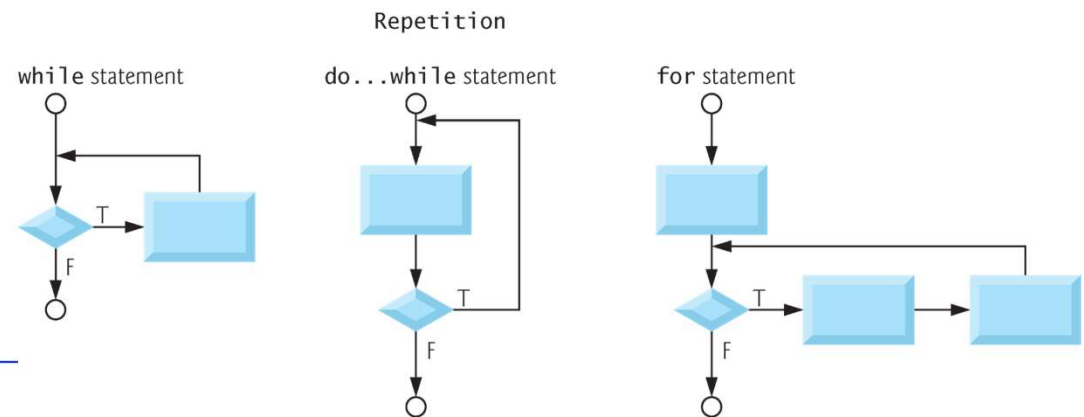 Repetition
while statement
do...while statement
for statement
T
F
T
F
T
F